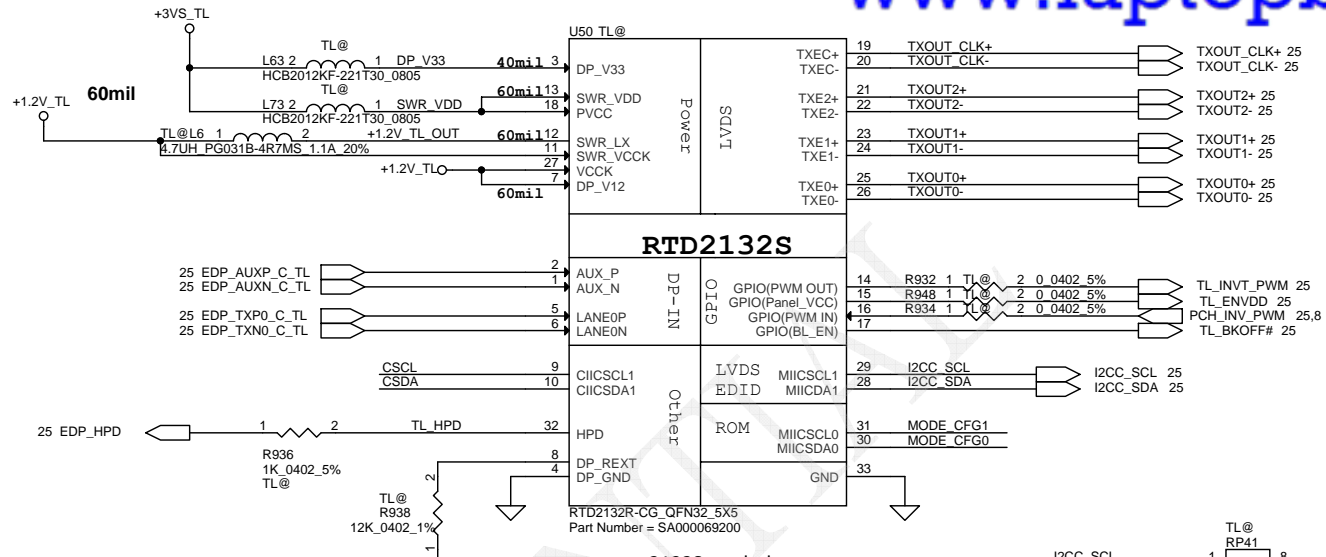 www.laptop
+3VS_TL
U50 TL@
TL@
L63 2 1 DP_V33 40mil 3 DP_V33
HCB2012KF-221T30_0805
TL@
L73 2 1 SWR_VDD 60mil 13 SWR_VDD
HCB2012KF-221T30_0805
18 PVCC
+1.2V_TL 60mil
TL@L6 1 2 +1.2V_TL_OUT 60mil 12 SWR_LX
4.7UH_PG031B-4R7MS_1.1A_20%
11 SWR_VCCK
+1.2V_TL 27 VCCK
7 DP_V12
60mil
Power
LVDS
TXEC+ 19 TXOUT_CLK+ TXOUT_CLK+ 25
TXEC- 20 TXOUT_CLK- TXOUT_CLK- 25
TXE2+ 21 TXOUT2+ TXOUT2+ 25
TXE2- 22 TXOUT2- TXOUT2- 25
TXE1+ 23 TXOUT1+ TXOUT1+ 25
TXE1- 24 TXOUT1- TXOUT1- 25
TXE0+ 25 TXOUT0+ TXOUT0+ 25
TXE0- 26 TXOUT0- TXOUT0- 25
RTD2132S
25 EDP_AUXP_C_TL 2 AUX_P
25 EDP_AUXN_C_TL 1 AUX_N
25 EDP_TXP0_C_TL 5 LANE0P
25 EDP_TXN0_C_TL 6 LANE0N
DP-IN
GPIO
GPIO(PWM OUT) 14 R932 1 TL@ 2 0_0402_5% TL_INVT_PWM 25
GPIO(Panel_VCC) 15 R948 1 TL@ 2 0_0402_5% TL_ENVDD 25
GPIO(PWM IN) 16 R934 1 TL@ 2 0_0402_5% PCH_INV_PWM 25,8
GPIO(BL_EN) 17 TL_BKOFF# 25
CSCL 9 CIICSCL1
CSDA 10 CIICSDA1
Other
LVDS
EDID
MIICSCL1 29 I2CC_SCL I2CC_SCL 25
MIICDA1 28 I2CC_SDA I2CC_SDA 25
25 EDP_HPD 1 2 TL_HPD 32 HPD
R936
1K_0402_5%
TL@
ROM
MIICSCL0 31 MODE_CFG1
MIICSDA0 30 MODE_CFG0
8 DP_REXT
4 DP_GND
GND 33
2
TL@
R938
12K_0402_1%
1
RTD2132R-CG_QFN32_5X5
Part Number = SA000069200
TL@
RP41
I2CC_SCL 1 8
CONFIDENTIAL